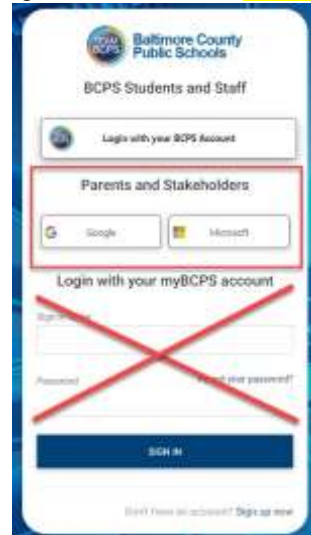 Baltimore County
Public Schools
BCPS Students and Staff
Login with your BCPS Account
Parents and Stakeholders
Google
Microsoft
Login with your myBCPS account
Password
Forgot your password?
SIGN IN
Don't have an account? Sign up now